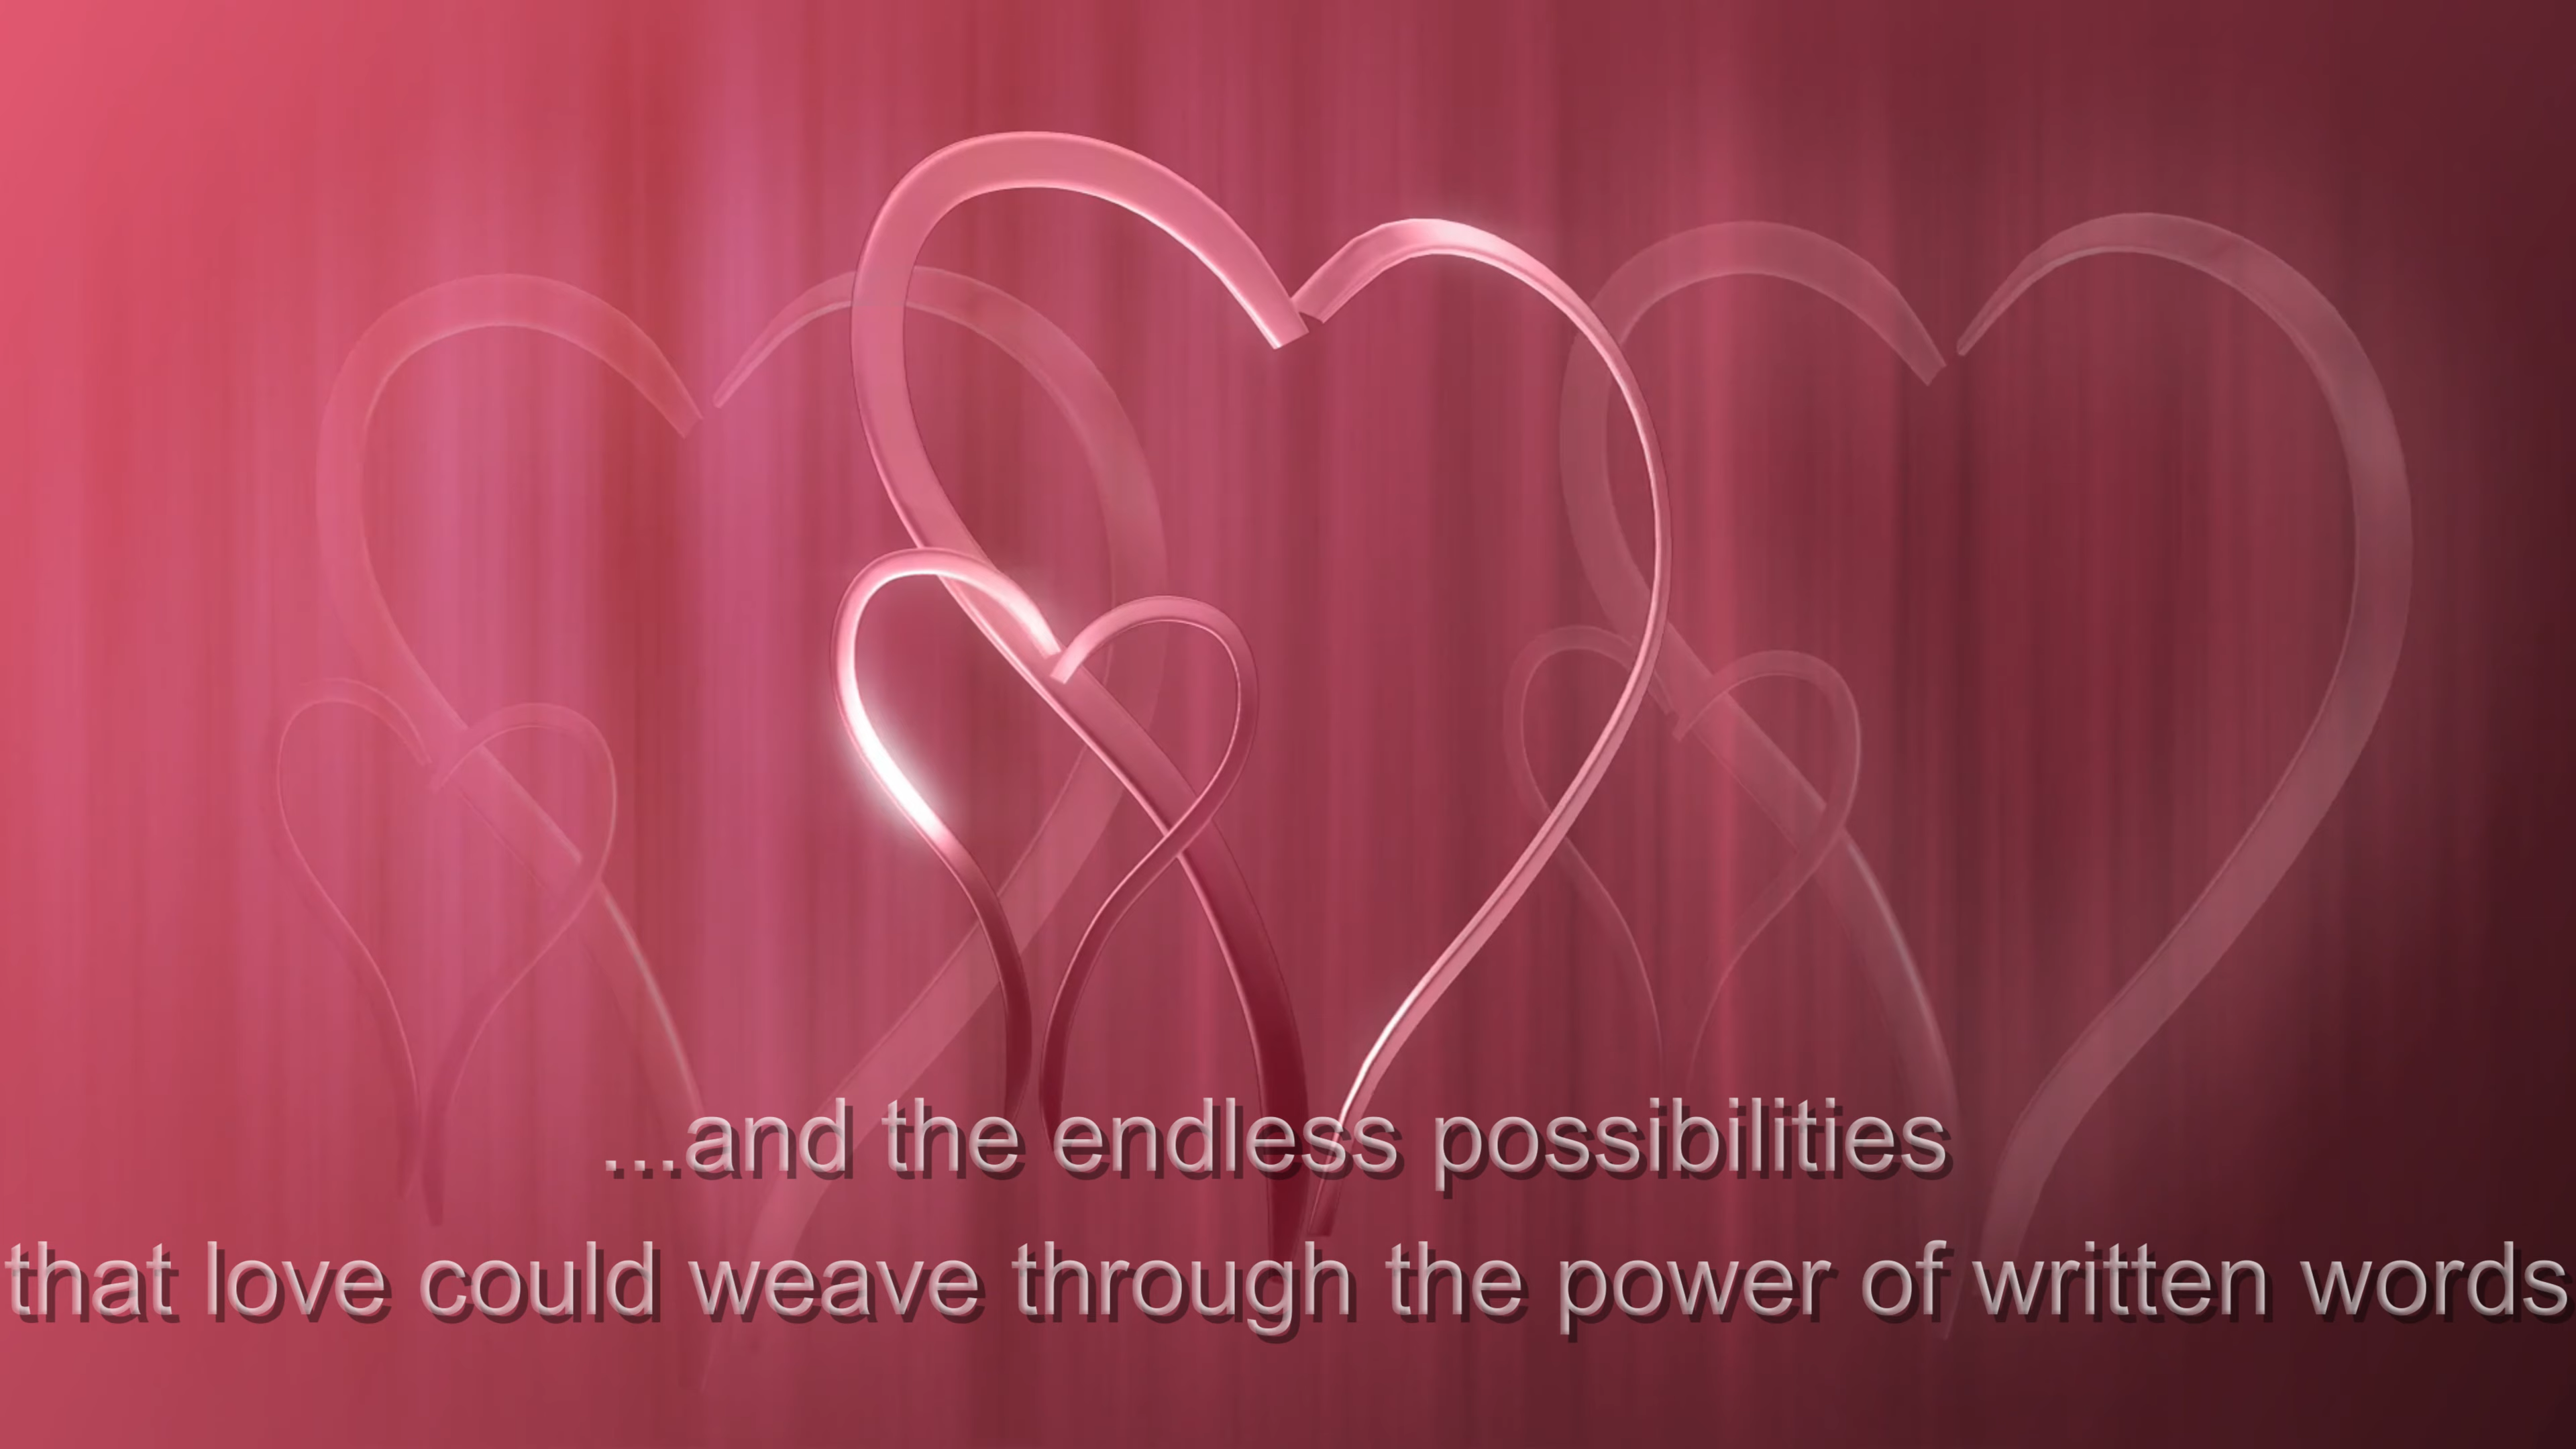 ...and the endless possibilities
that love could weave through the power of written words